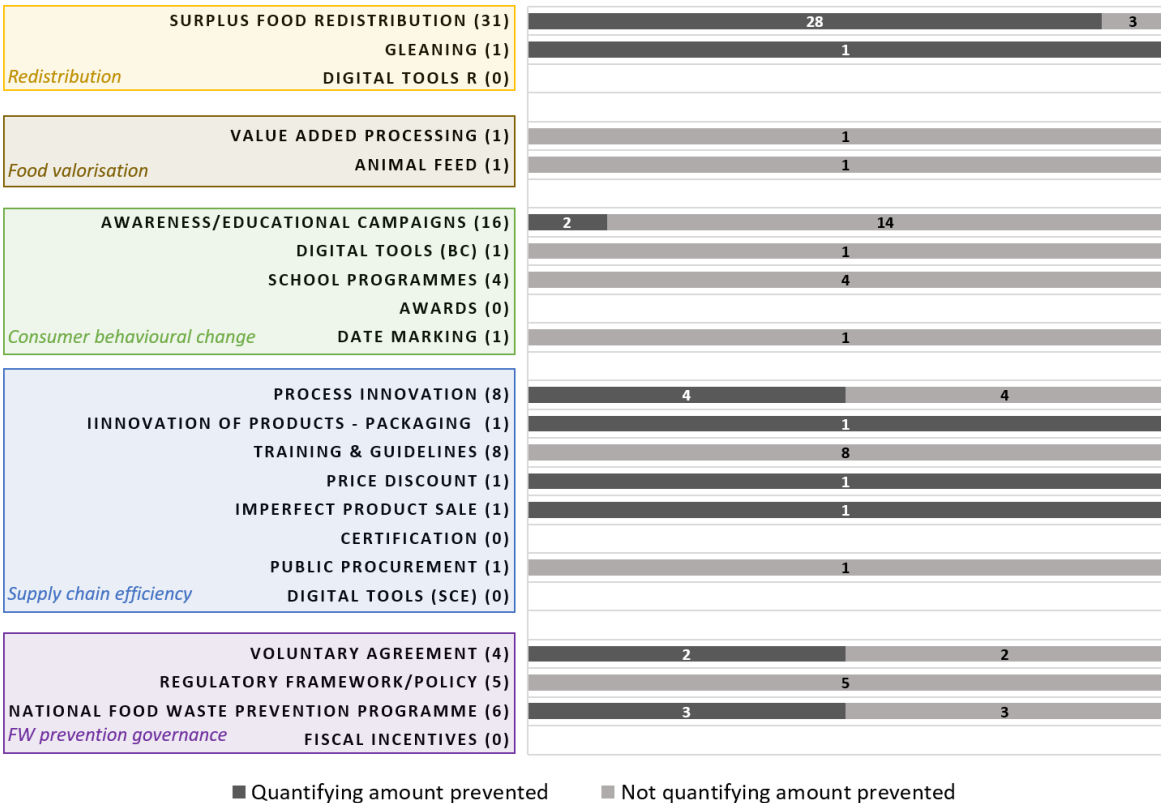 SURPLUS FOOD REDISTRIBUTION (31) 28 3
GLEANING (1) 1
Redistribution DIGITAL TOOLS R (0)
VALUE ADDED PROCESSING (1) 1
Food valorisation ANIMAL FEED (1) 1
AWARENESS/EDUCATIONAL CAMPAIGNS (16) 2 14
DIGITAL TOOLS (BC) (1) 1
SCHOOL PROGRAMMES (4) 4
AWARDS (0)
Consumer behavioural change DATE MARKING (1) 1
PROCESS INNOVATION (8) 4 4
IINNOVATION OF PRODUCTS - PACKAGING (1) 1
TRAINING & GUIDELINES (8) 8
PRICE DISCOUNT (1) 1
IMPERFECT PRODUCT SALE (1) 1
CERTIFICATION (0)
PUBLIC PROCUREMENT (1) 1
Supply chain efficiency DIGITAL TOOLS (SCE) (0)
VOLUNTARY AGREEMENT (4) 2 2
REGULATORY FRAMEWORK/POLICY (5) 5
NATIONAL FOOD WASTE PREVENTION PROGRAMME (6) 3 3
FW prevention governance FISCAL INCENTIVES (0)
Quantifying amount prevented Not quantifying amount prevented